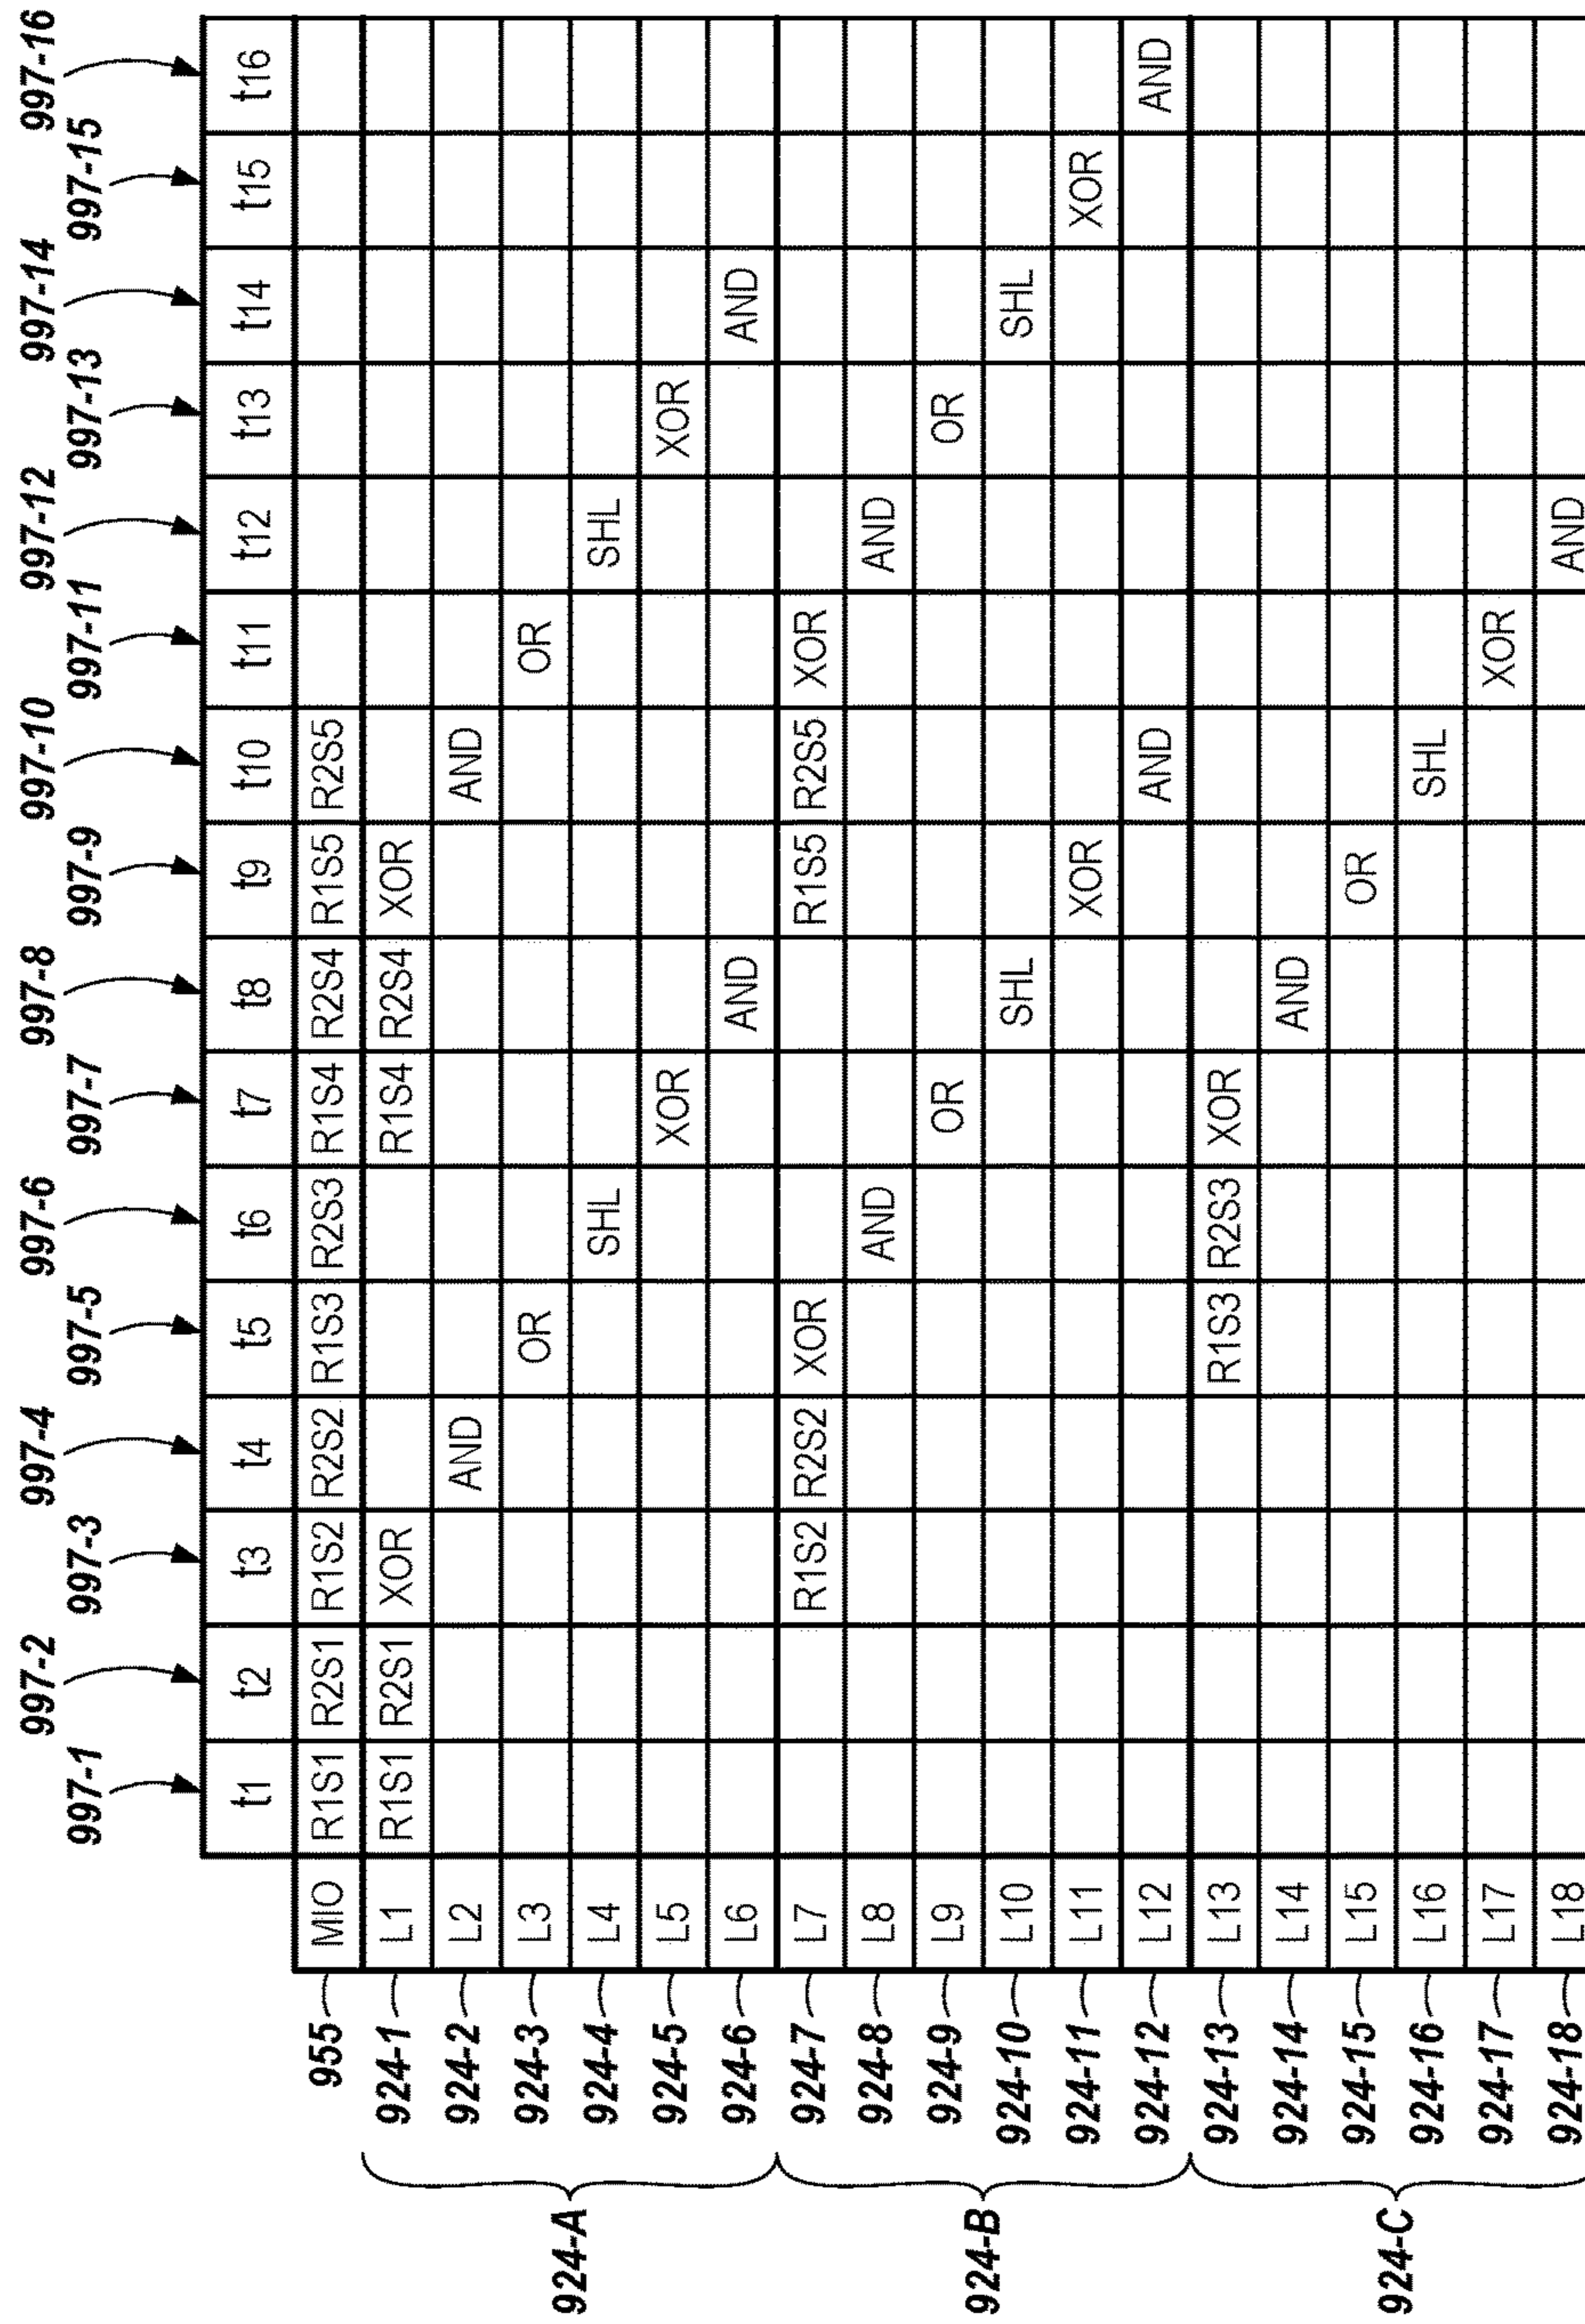 997-1 997-2 997-3 997-4 997-5 997-6 997-7 997-8 997-9 997-10 997-11 997-12 997-13 997-14 997-15 997-16
t1 t2 t3 t4 t5 t6 t7 t8 t9 t10 t11 t12 t13 t14 t15 t16
955 MIO R1S1 R2S1 R1S2 R2S2 R1S3 R2S3 R1S4 R2S4 R1S5 R2S5
924-1 L1 R1S1 R2S1 XOR R1S4 R2S4 XOR
924-2 L2 AND AND
924-3 L3 OR OR
924-A
924-4 L4 SHL SHL
924-5 L5 XOR XOR
924-6 L6 AND AND
924-7 L7 R1S2 R2S2 XOR R1S5 R2S5 XOR
924-8 L8 AND AND
924-9 L9 OR OR
924-B
924-10 L10 SHL SHL
924-11 L11 XOR XOR
924-12 L12 AND AND
924-13 L13 R1S3 R2S3 XOR
924-14 L14 AND
924-15 L15 OR
924-C
924-16 L16 SHL
924-17 L17 XOR
924-18 L18 AND